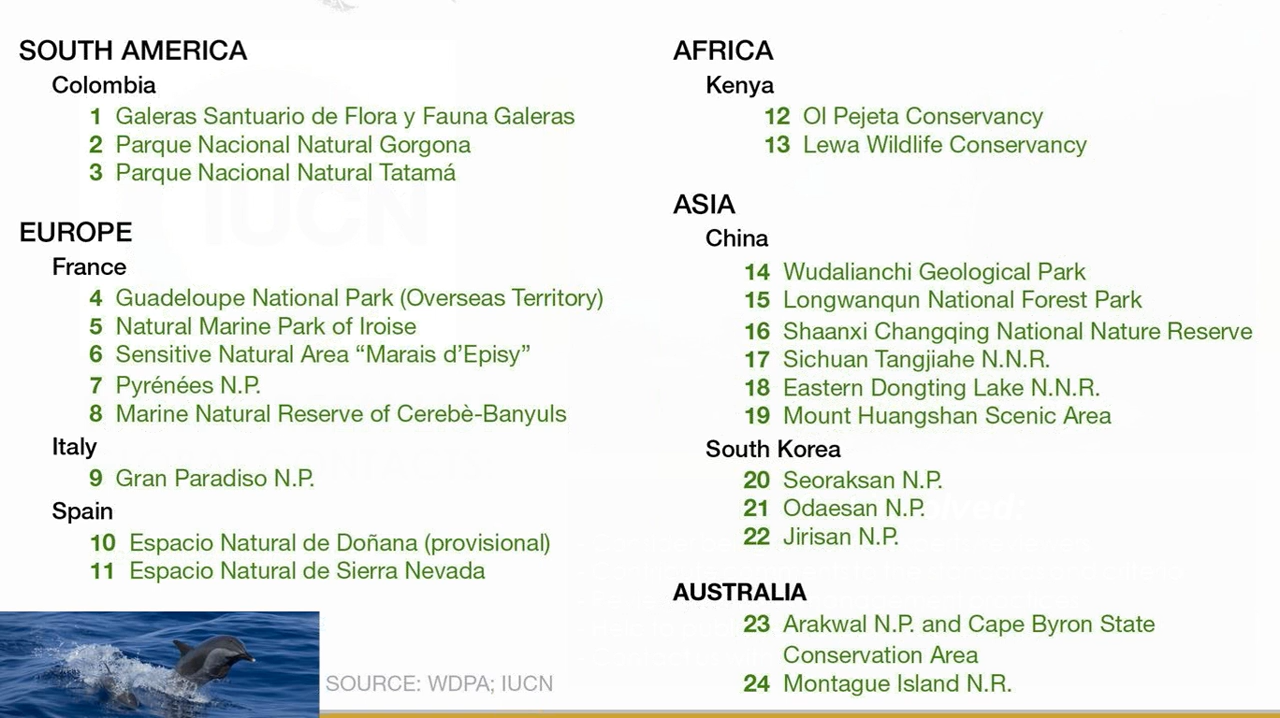 SOUTH AMERICA
Colombia
1 Galeras Santuario de Flora y Fauna Galeras
2 Parque Nacional Natural Gorgona
3 Parque Nacional Natural Tatamá
EUROPE
France
4 Guadeloupe National Park (Overseas Territory)
5 Natural Marine Park of Iroise
6 Sensitive Natural Area “Marais d’Episy”
7 Pyrénées N.P.
8 Marine Natural Reserve of Cerebè-Banyuls
Italy
9 Gran Paradiso N.P.
Spain
10 Espacio Natural de Doñana (provisional)
11 Espacio Natural de Sierra Nevada
AFRICA
Kenya
12 Ol Pejeta Conservancy
13 Lewa Wildlife Conservancy
ASIA
China
14 Wudalianchi Geological Park
15 Longwanqun National Forest Park
16 Shaanxi Changqing National Nature Reserve
17 Sichuan Tangjiahe N.N.R.
18 Eastern Dongting Lake N.N.R.
19 Mount Huangshan Scenic Area
South Korea
20 Seoraksan N.P.
21 Odaesan N.P.
22 Jirisan N.P.
AUSTRALIA
23 Arakwal N.P. and Cape Byron State
Conservation Area
24 Montague Island N.R.
SOURCE: WDPA; IUCN
IUCN